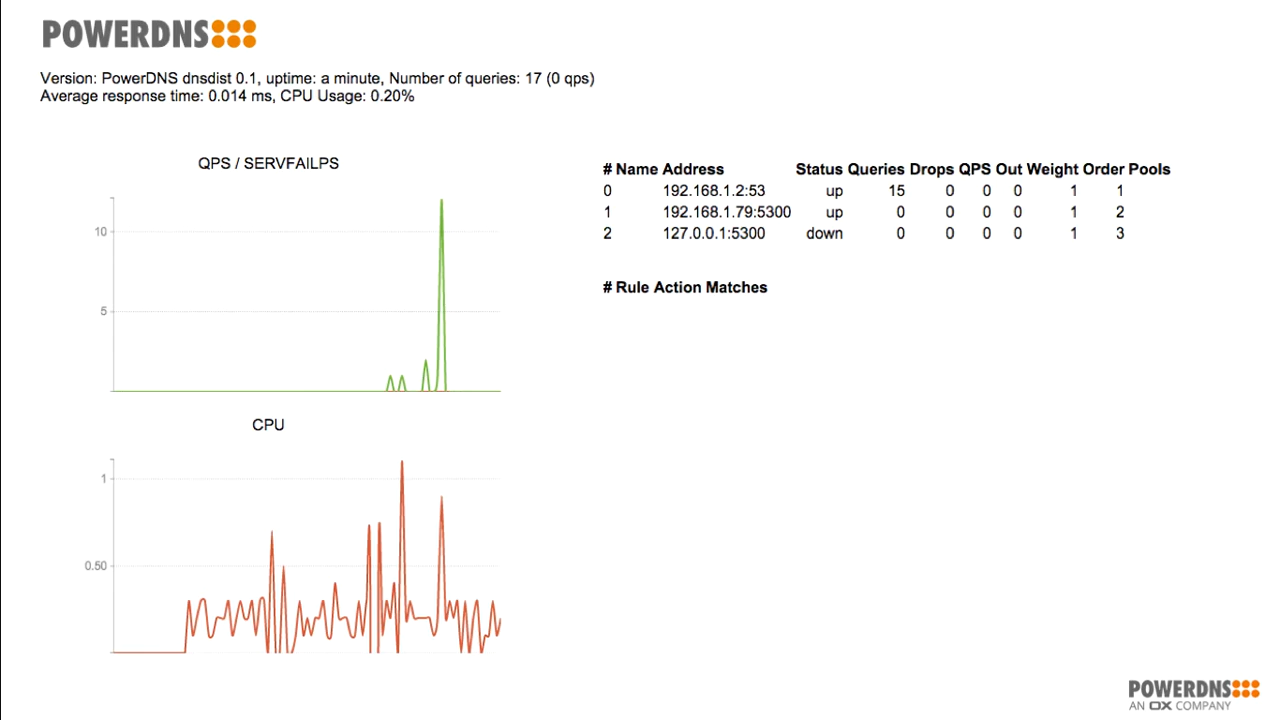 POWERDNS
Version: PowerDNS dnsdist 0.1, uptime: a minute, Number of queries: 17 (0 qps)
Average response time: 0.014 ms, CPU Usage: 0.20%
QPS / SERVFAILPS
10
5
CPU
1
0.50
# Name Address Status Queries Drops QPS Out Weight Order Pools
0 192.168.1.2:53 up 15 0 0 0 1 1
1 192.168.1.79:5300 up 0 0 0 0 1 2
2 127.0.0.1:5300 down 0 0 0 0 1 3
# Rule Action Matches
POWERDNS
AN OX COMPANY